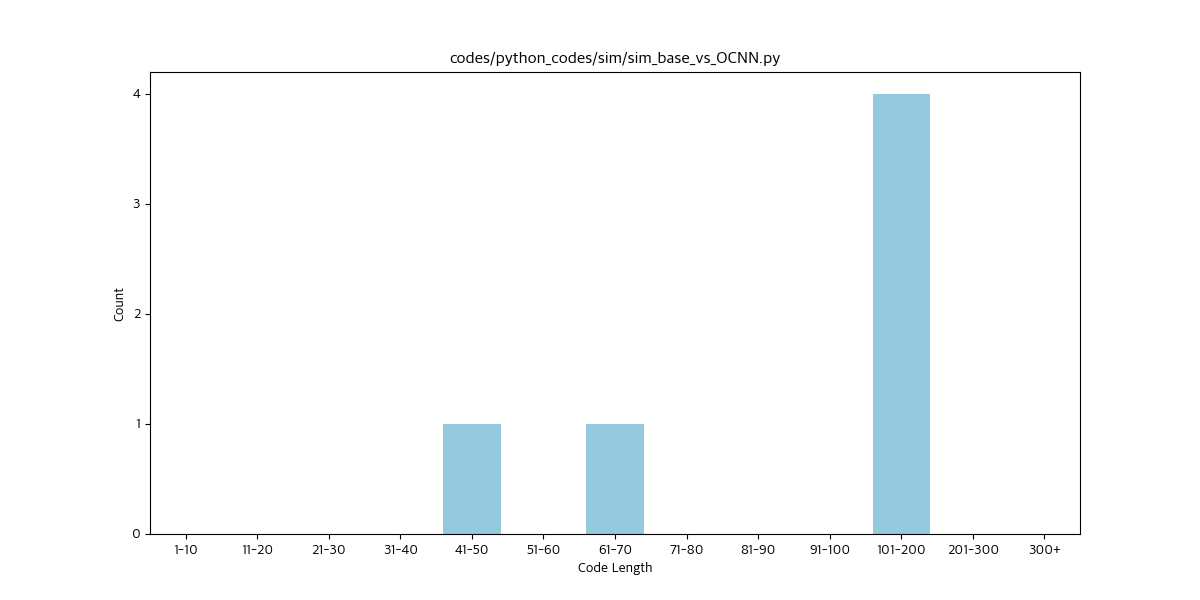 codes/python_codes/sim/sim_base_vs_OCNN.py
4
3
2
1
0
Count
1-10 11-20 21-30 31-40 41-50 51-60 61-70 71-80 81-90 91-100 101-200 201-300 300+
Code Length